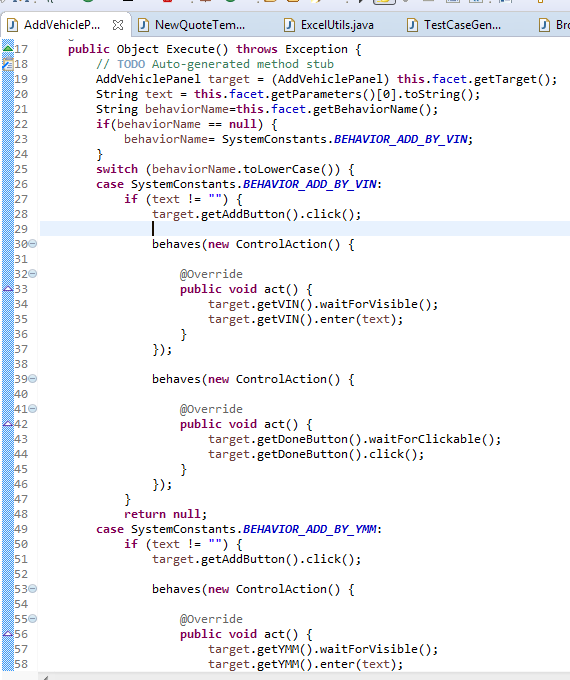 AddVehicleP...
NewQuoteTem...
ExcelUtils.java
TestCaseGen...
Bro
17 public Object Execute() throws Exception {
18 // TODO Auto-generated method stub
19 AddVehiclePanel target = (AddVehiclePanel) this.facet.getTarget();
20 String text = this.facet.getParameters()[0].toString();
21 String behaviorName=this.facet.getBehaviorName();
22 if(behaviorName == null) {
23 behaviorName= SystemConstants.BEHAVIOR_ADD_BY_VIN;
24 }
25 switch (behaviorName.toLowerCase()) {
26 case SystemConstants.BEHAVIOR_ADD_BY_VIN:
27 if (text != "") {
28 target.getAddButton().click();
29
30 behaves(new ControlAction() {
31
32 @Override
33 public void act() {
34 target.getVIN().waitForVisible();
35 target.getVIN().enter(text);
36 }
37 });
38
39 behaves(new ControlAction() {
40
41 @Override
42 public void act() {
43 target.getDoneButton().waitForClickable();
44 target.getDoneButton().click();
45 }
46 });
47 }
48 return null;
49 case SystemConstants.BEHAVIOR_ADD_BY_YMM:
50 if (text != "") {
51 target.getAddButton().click();
52
53 behaves(new ControlAction() {
54
55 @Override
56 public void act() {
57 target.getYMM().waitForVisible();
58 target.getYMM().enter(text);